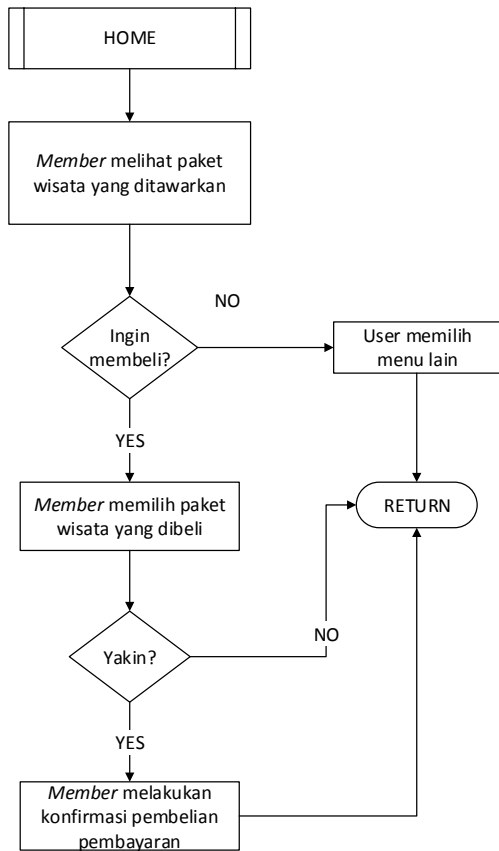 HOME
Member melihat paket
wisata yang ditawarkan
NO
Ingin
membeli?
User memilih
menu lain
YES
Member memilih paket
wisata yang dibeli
RETURN
NO
Yakin?
YES
Member melakukan
konfirmasi pembelian
pembayaran